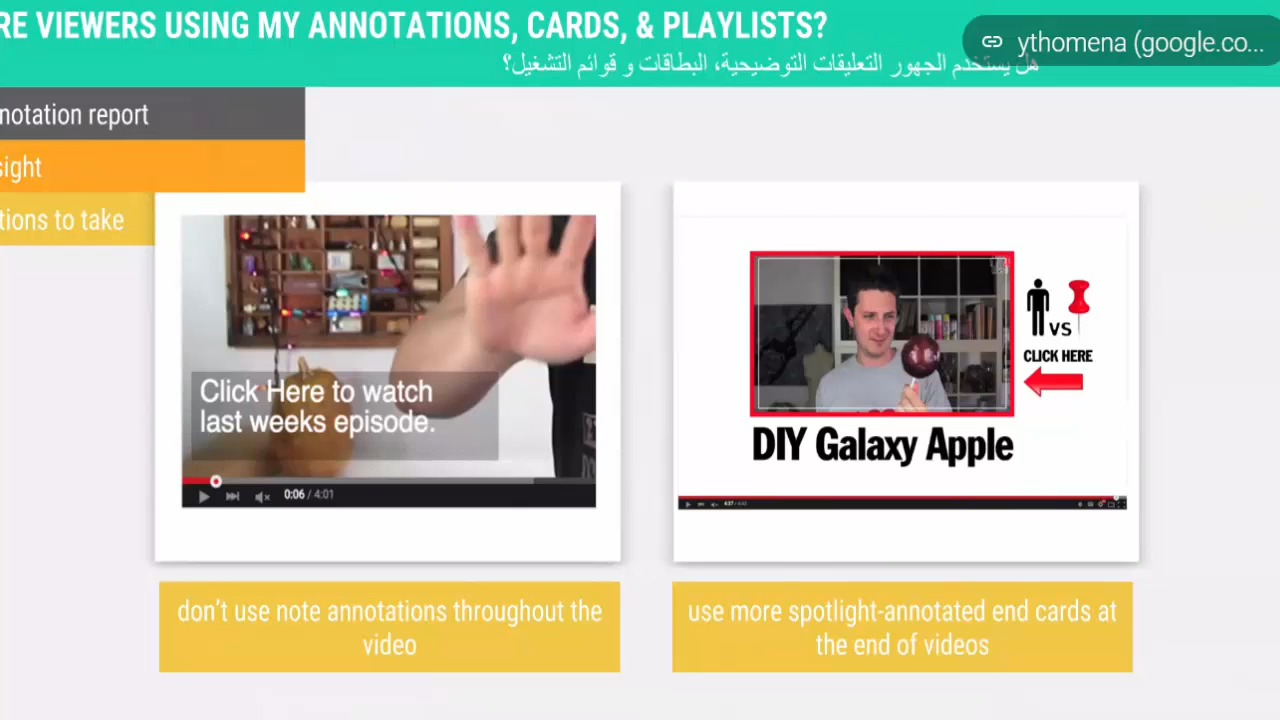 RE VIEWERS USING MY ANNOTATIONS, CARDS, & PLAYLISTS?
ythomena (google.co...
هل يستخدم الجهور التعليقات التوضيحية، البطاقات و قوائم التشغيل؟
notation report
sight
tions to take
Click Here to watch
last weeks episode.
0:06 / 4:01
VS
CLICK HERE
DIY Galaxy Apple
don't use note annotations throughout the
video
use more spotlight-annotated end cards at
the end of videos